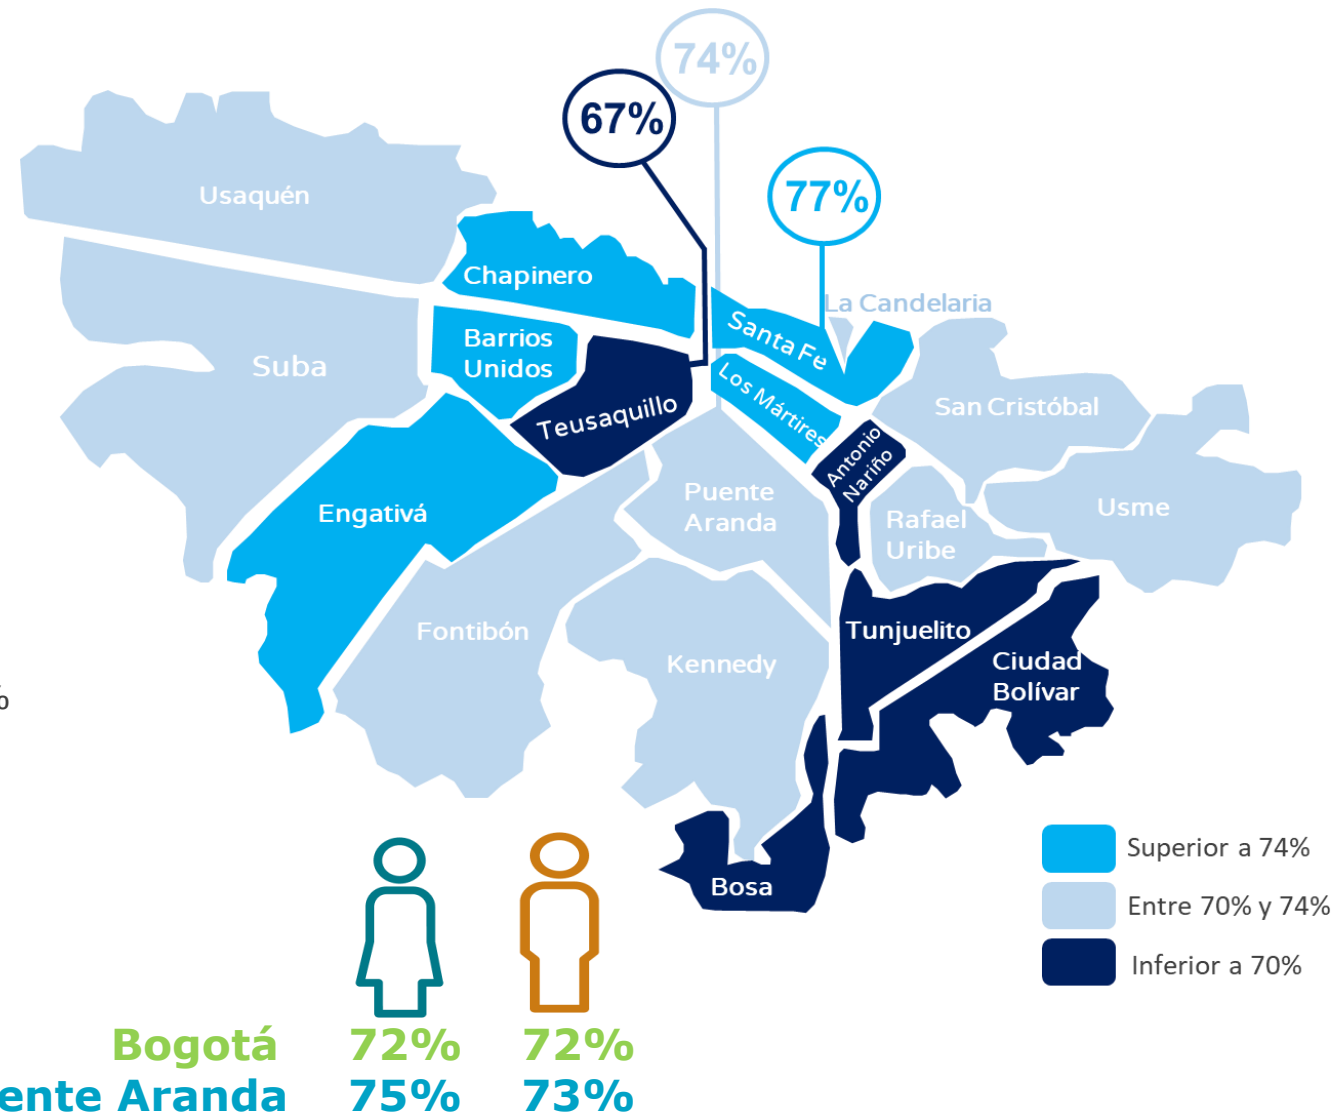 74%
67%
77%
Usaquén
Chapinero
La Candelaria
Santa Fe
Barrios
Unidos
Suba
Los Mártires
Teusaquillo
San Cristóbal
Antonio
Nariño
Puente
Aranda
Engativá
Usme
Rafael
Uribe
Fontibón
Tunjuelito
Kennedy
Ciudad
Bolívar
%
Superior a 74%
Bosa
Entre 70% y 74%
Inferior a 70%
Bogotá 72% 72%
ente Aranda 75% 73%